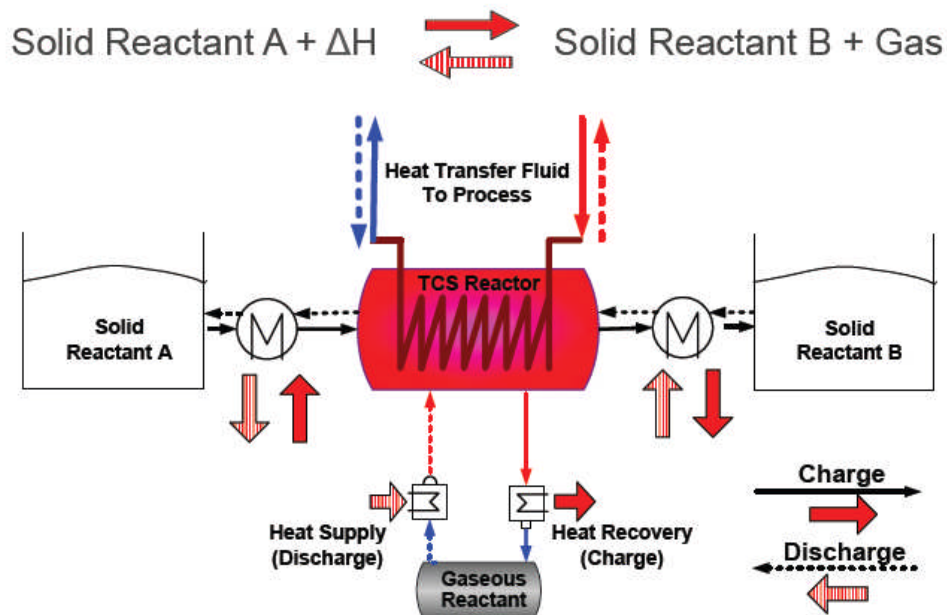 Solid Reactant A + ΔH
Solid Reactant B + Gas
Heat Transfer Fluid
To Process
TCS Reactor
Solid
Reactant A
Solid
Reactant B
Heat Supply
(Discharge)
Heat Recovery
(Charge)
Gaseous
Reactant
Charge
Discharge